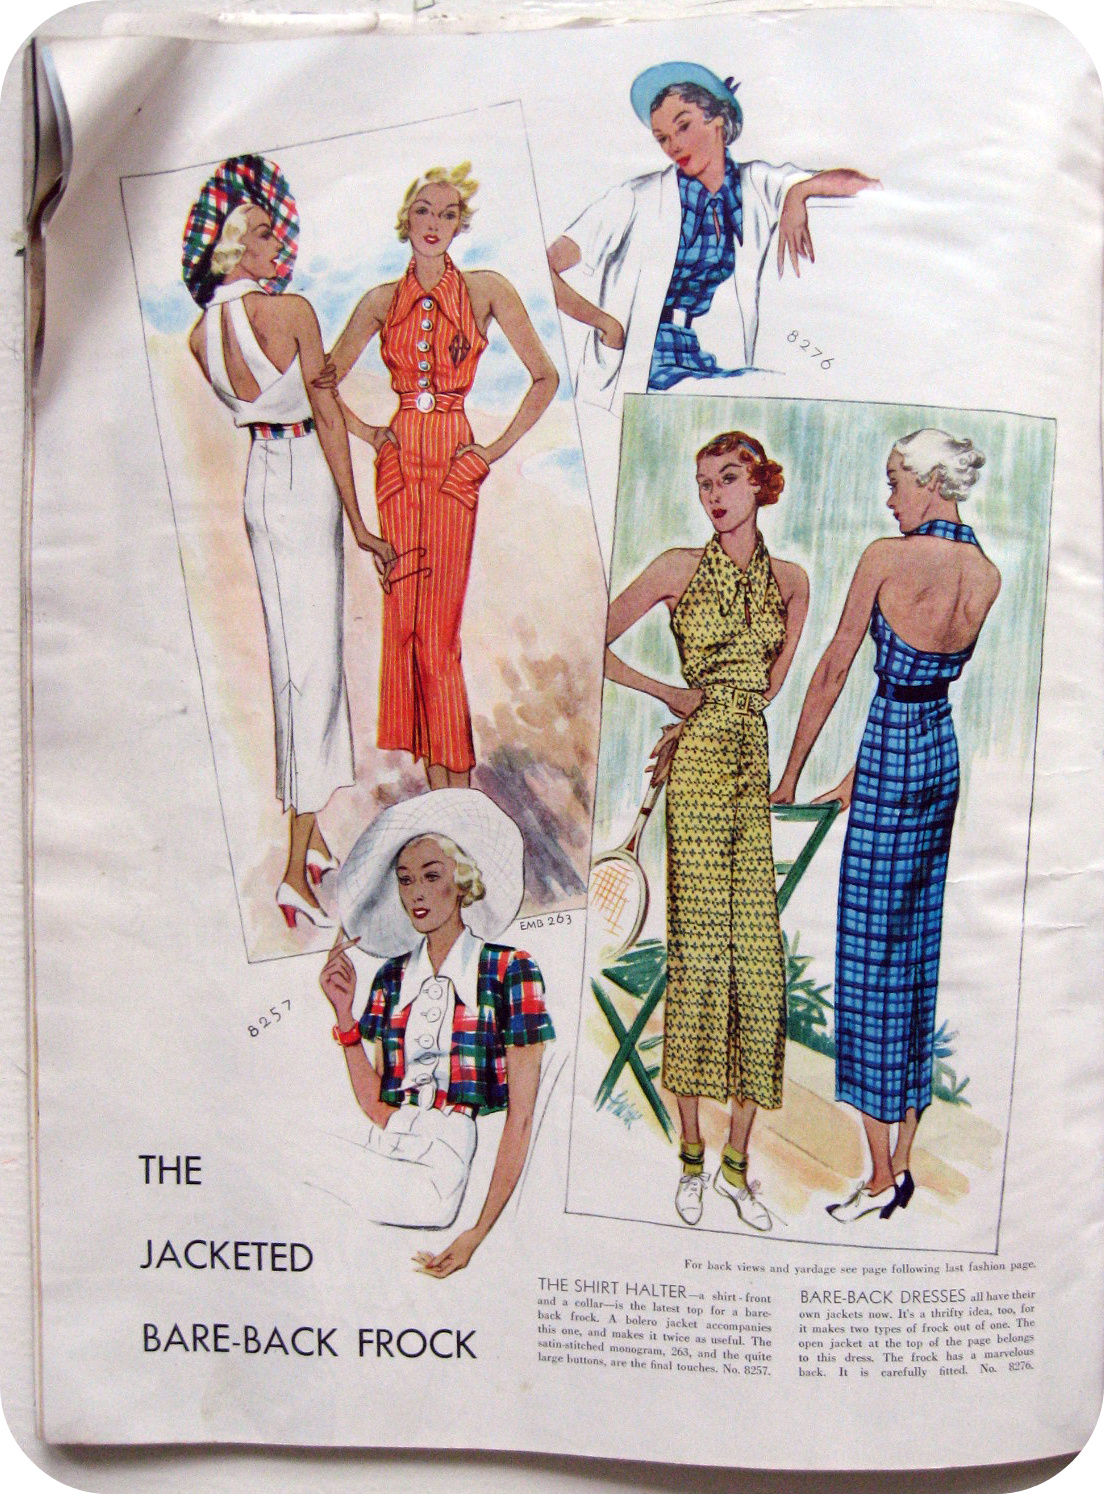 8276
EMB 263
8257
THE
JACKETED
BARE-BACK FROCK
For back views and yardage see page following last fashion page.
THE SHIRT HALTER—a shirt-front
and a collar—is the latest top for a bare-
back frock. A bolero jacket accompanies
this one, and makes it twice as useful. The
satin-stitched monogram, 263, and the quite
large buttons, are the final touches. No. 8257.
BARE-BACK DRESSES all have their
own jackets now. It's a thrifty idea, too, for
it makes two types of frock out of one. The
open jacket at the top of the page belongs
to this dress. The frock has a marvelous
back. It is carefully fitted. No. 8276.